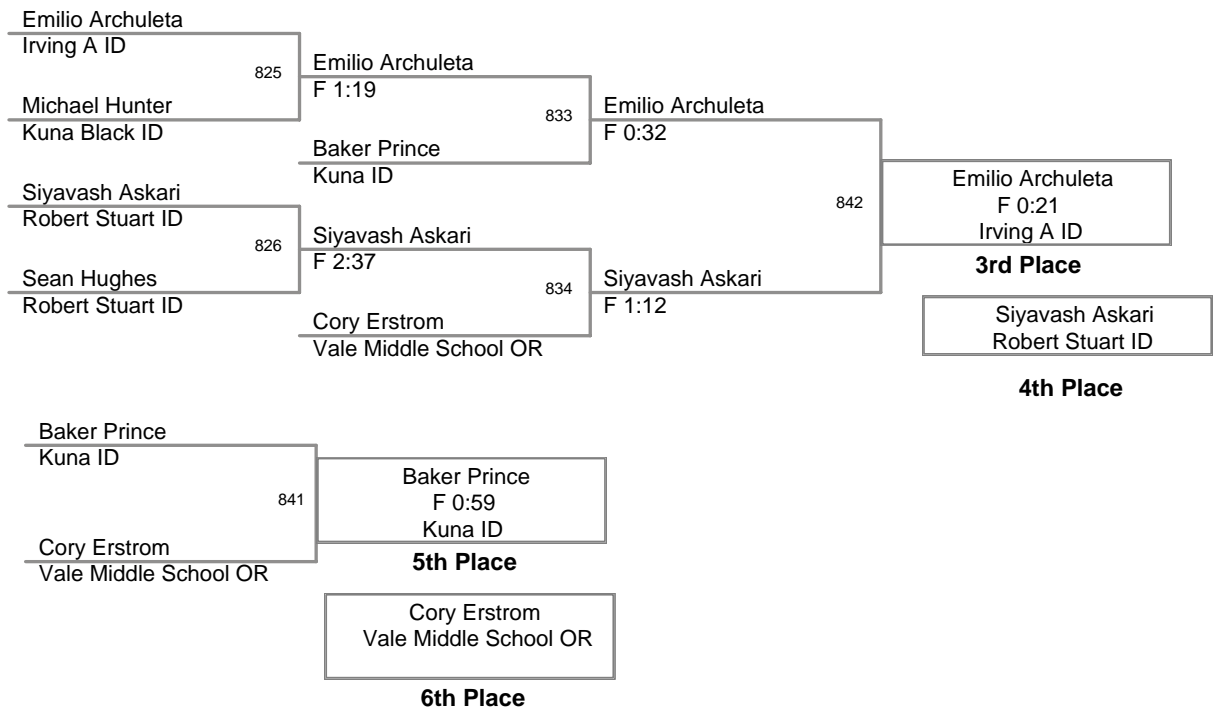 Emilio Archuleta
Irving A ID
825
Michael Hunter
Kuna Black ID
Emilio Archuleta
F 1:19
833
Baker Prince
Kuna ID
Siyavash Askari
Robert Stuart ID
826
Sean Hughes
Robert Stuart ID
Siyavash Askari
F 2:37
834
Cory Erstrom
Vale Middle School OR
Emilio Archuleta
F 0:32
842
Siyavash Askari
F 1:12
Emilio Archuleta
F 0:21
Irving A ID
3rd Place
Siyavash Askari
Robert Stuart ID
4th Place
Baker Prince
Kuna ID
841
Cory Erstrom
Vale Middle School OR
Baker Prince
F 0:59
Kuna ID
5th Place
Cory Erstrom
Vale Middle School OR
6th Place